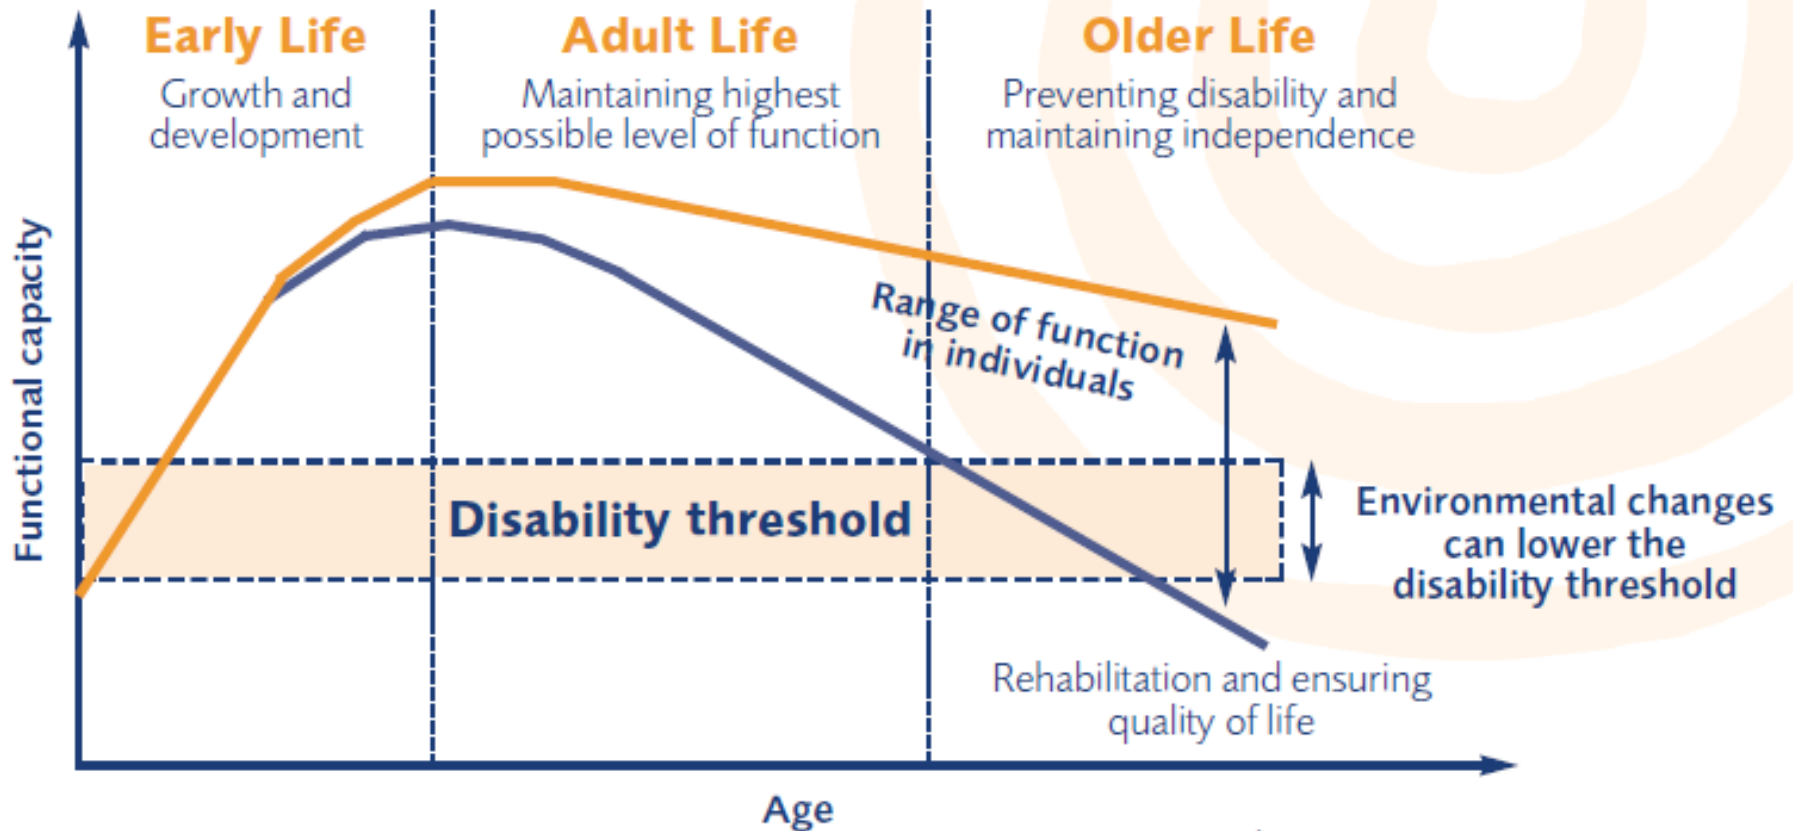 Early Life
Growth and
development
Adult Life
Maintaining highest
possible level of function
Older Life
Preventing disability and
maintaining independence
Functional capacity
Range of function
in individuals
Disability threshold
Environmental changes
can lower the
disability threshold
Rehabilitation and ensuring
quality of life
Age